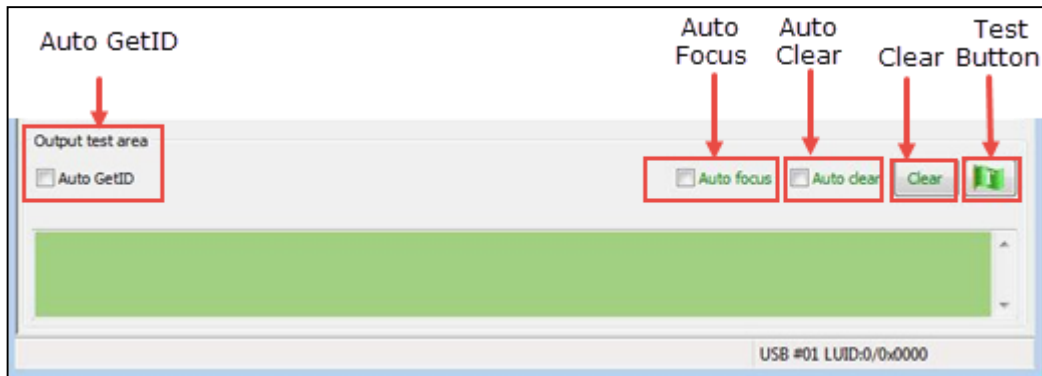 Auto GetID
Auto
Focus
Auto
Clear
Clear
Test
Button
Output test area
Auto GetID
Auto focus
Auto clear
Clear
USB #01 LUID:0/0x0000